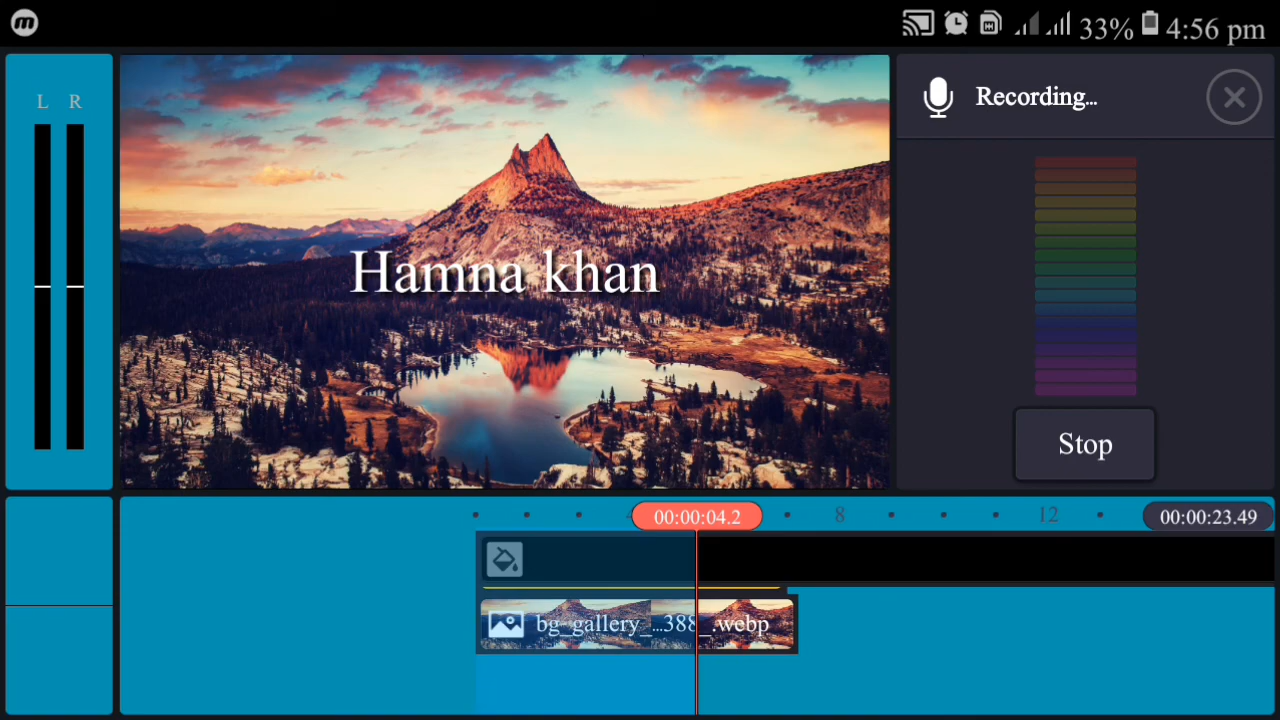 33% 4:56 pm
L R
Recording...
Hamna khan
Stop
00:00:04.2 8 12 00:00:23.49
bg_gallery_...388_.webp